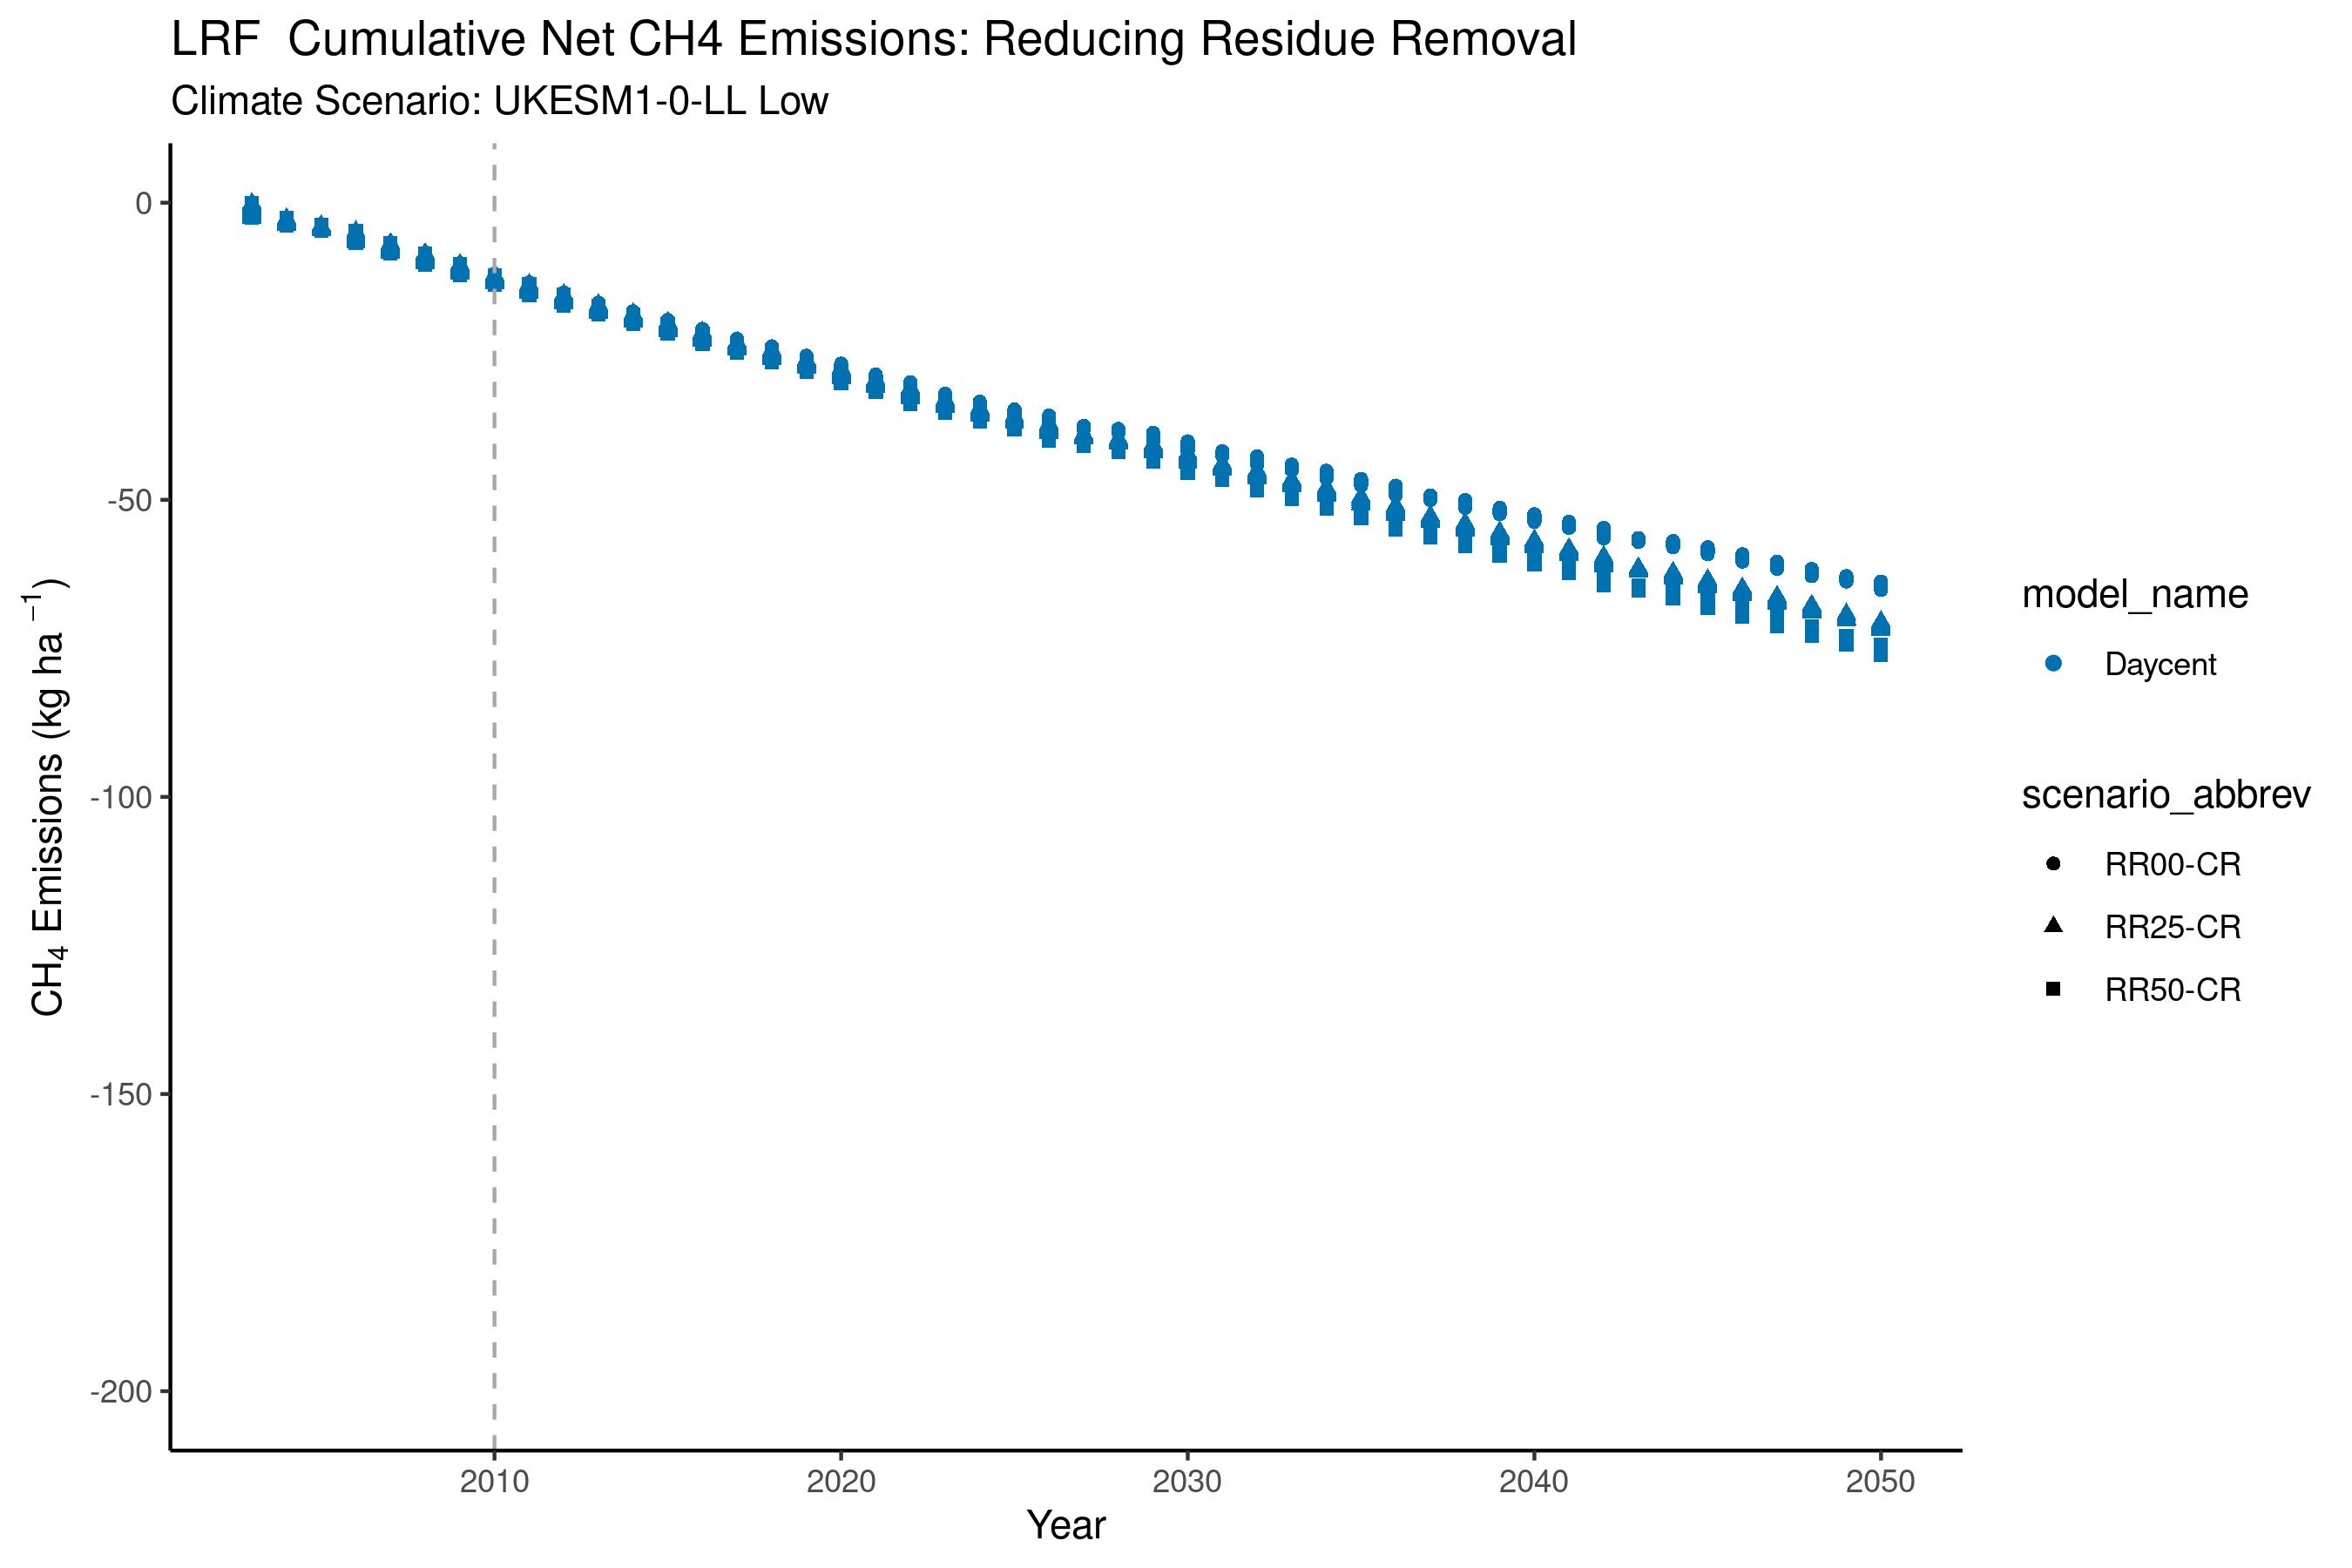 LRF  Cumulative Net CH4 Emissions: Reducing Residue Removal
Climate Scenario: UKESM1-0-LL Low
CH₄ Emissions (kg ha⁻¹)
0
-50
-100
-150
-200
2010
2020
2030
2040
2050
Year
model_name
Daycent
scenario_abbrev
RR00-CR
RR25-CR
RR50-CR